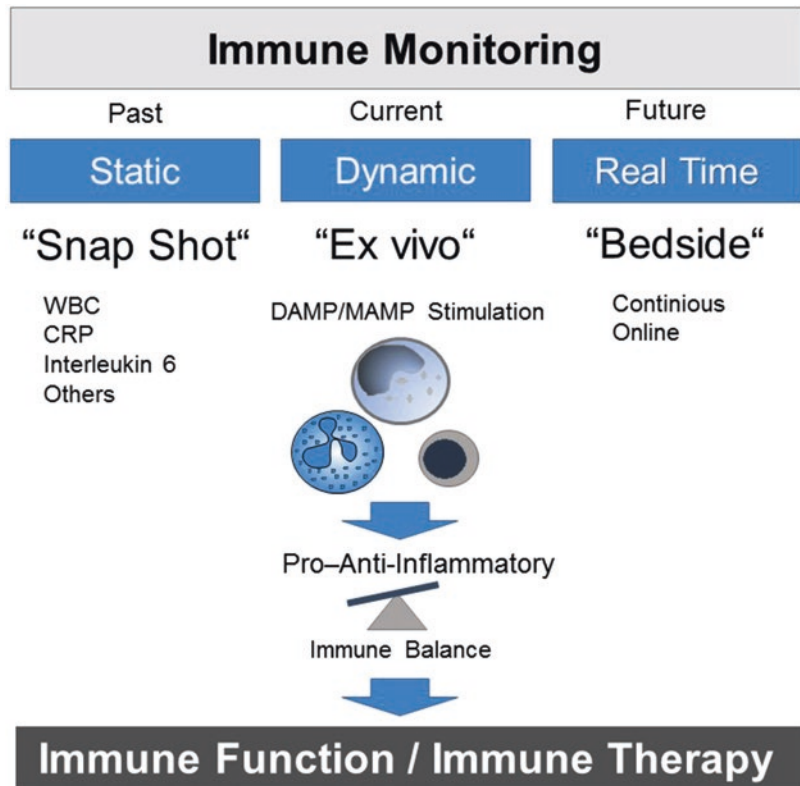 Immune Monitoring
Past
Current
Future
Static
Dynamic
Real Time
“Snap Shot“
“Ex vivo“
“Bedside“
WBC
CRP
Interleukin 6
Others
DAMP/MAMP Stimulation
Continious
Online
Pro–Anti-Inflammatory
Immune Balance
Immune Function / Immune Therapy